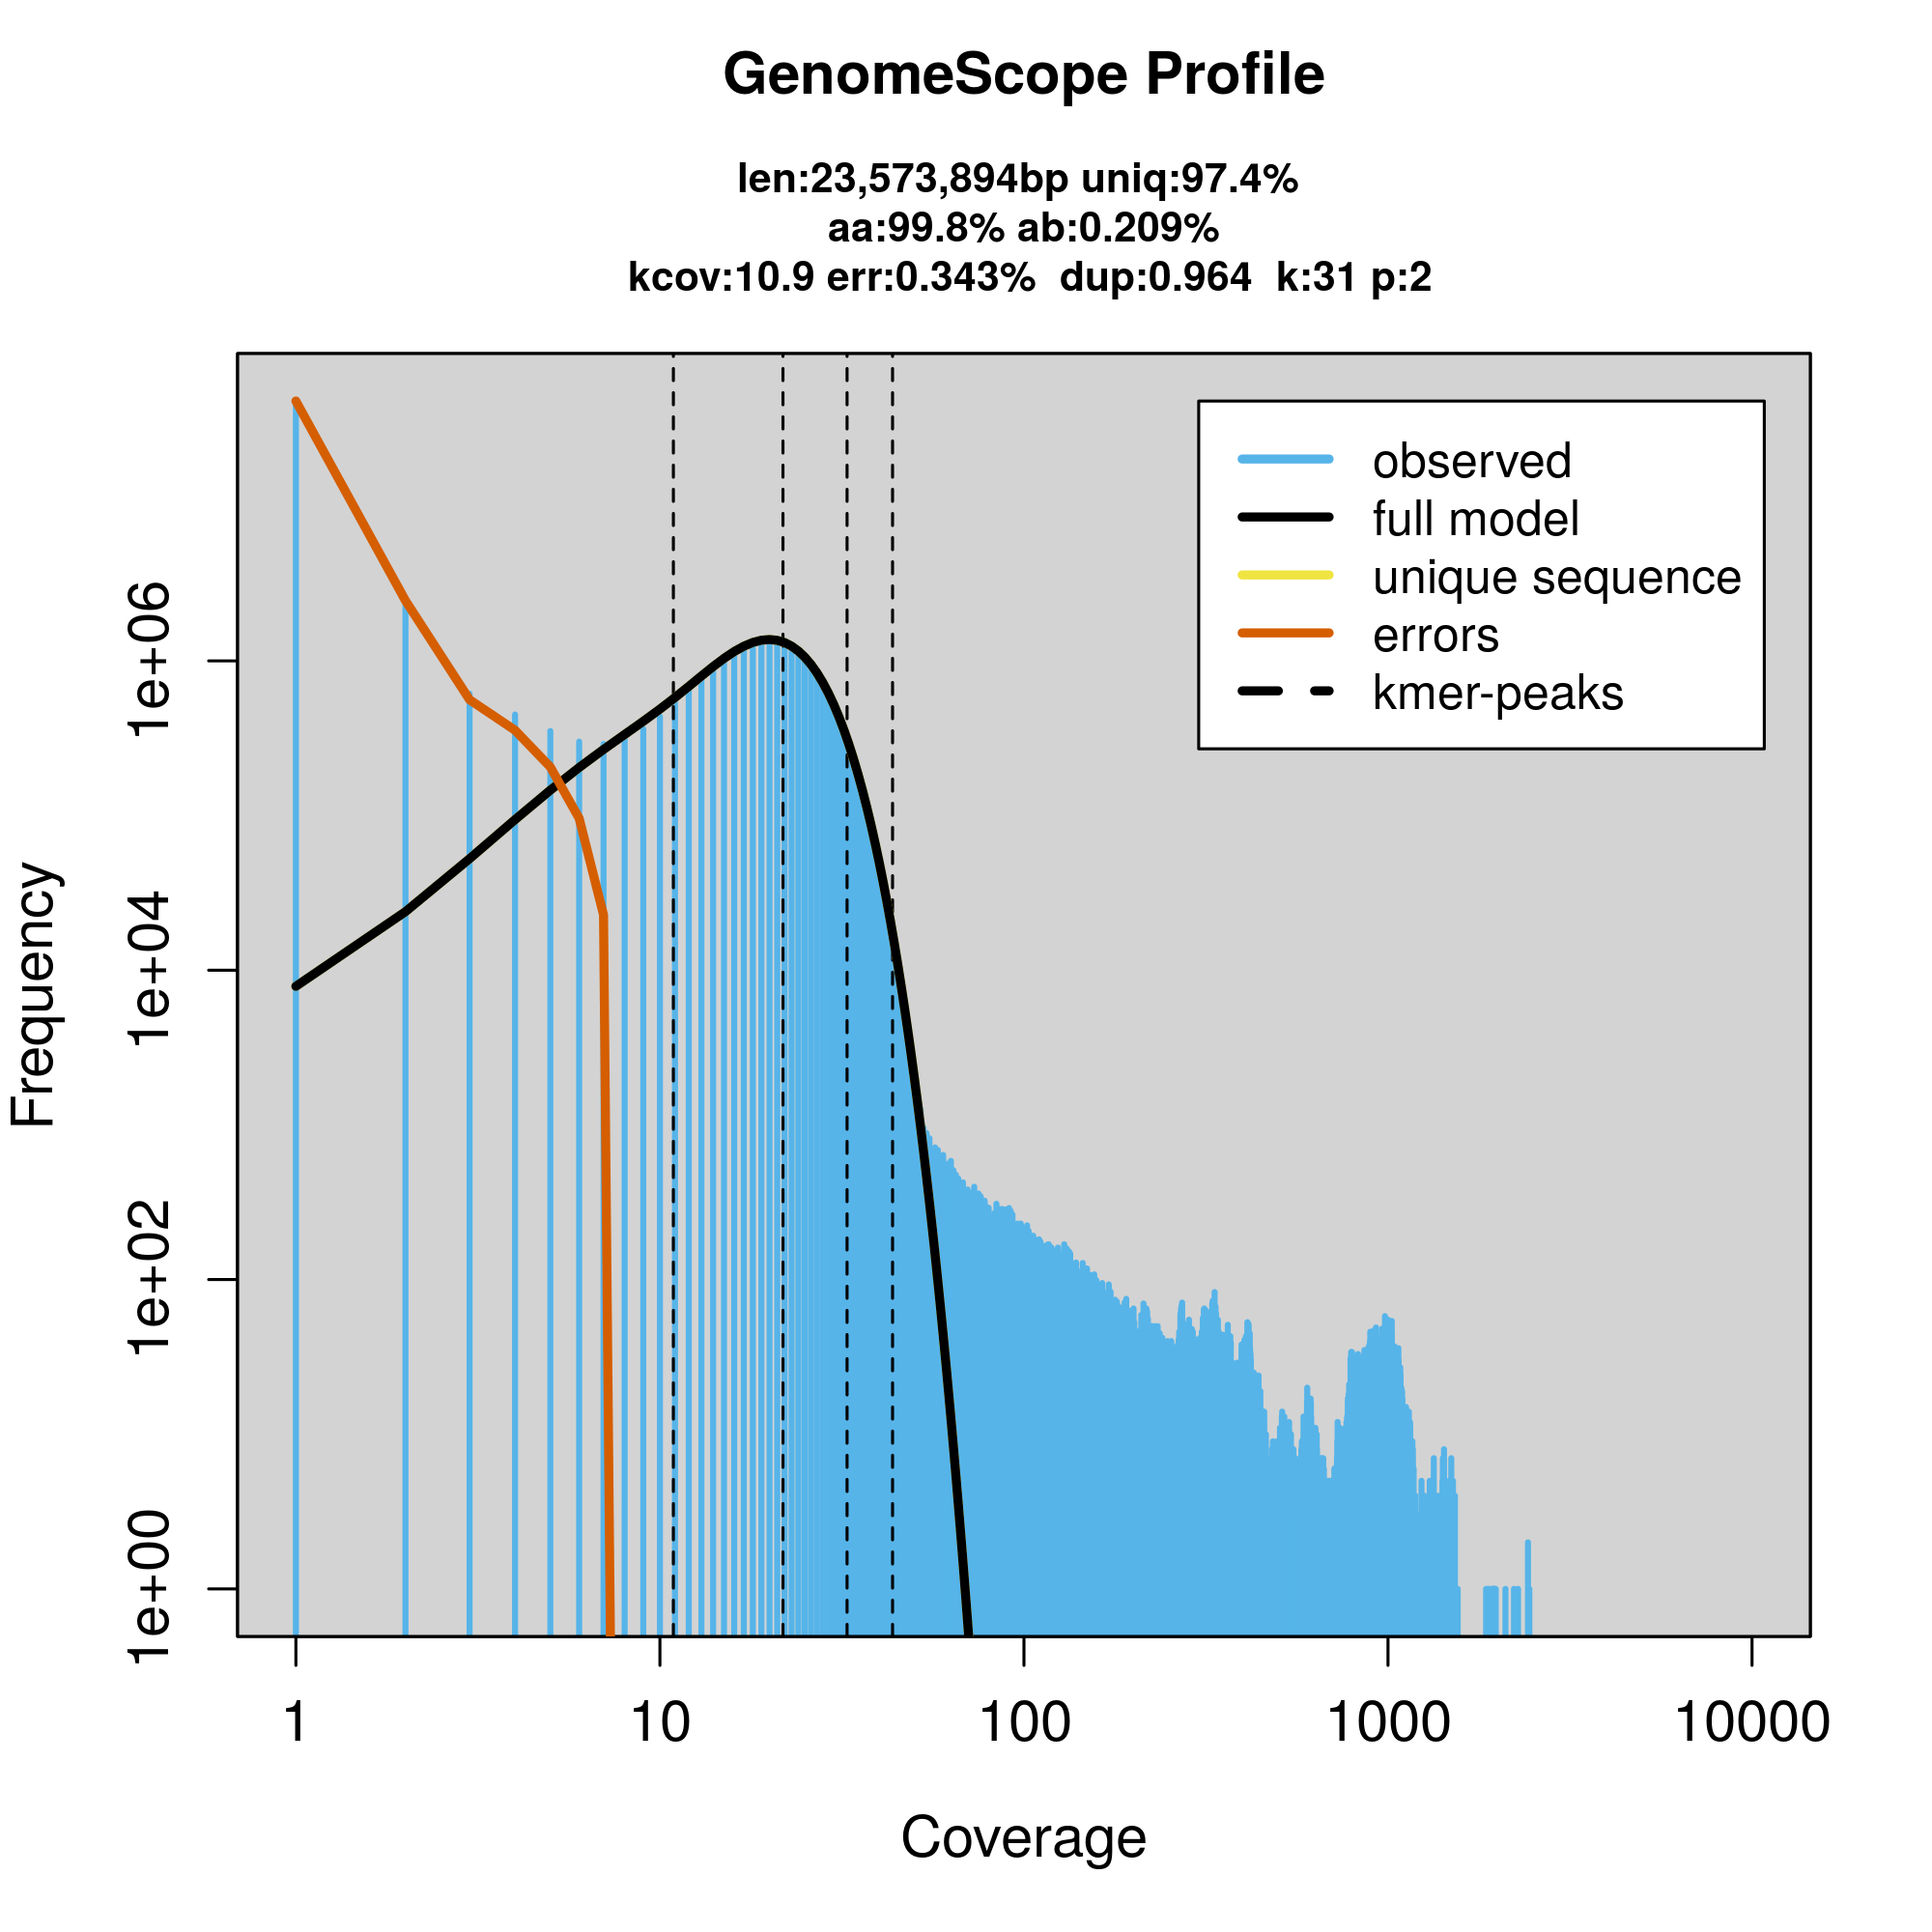 GenomeScope Profile
len:23,573,894bp uniq:97.4%
aa:99.8% ab:0.209%
kcov:10.9 err:0.343%  dup:0.964  k:31 p:2
observed
full model
unique sequence
errors
kmer-peaks
Frequency
1e+06
1e+04
1e+02
1e+00
1
10
100
1000
10000
Coverage